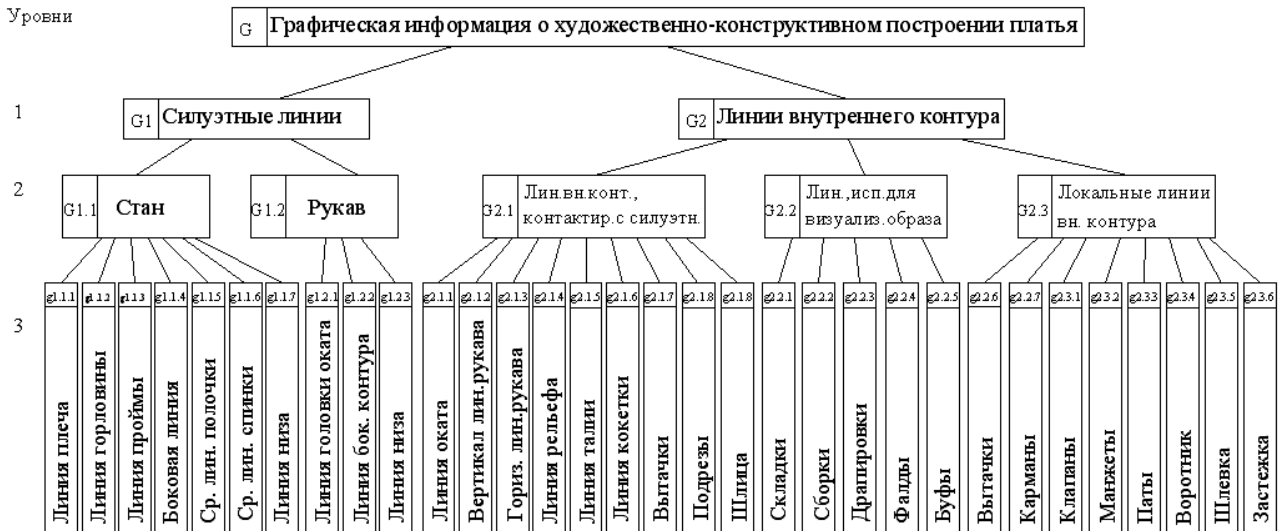 Уровни
G Графическая информация о художественно-конструктивном построении платья
1
G1 Силуэтные линии
G2 Линии внутреннего контура
2
G1.1 Стан
G1.2 Рукав
G2.1 Лин.вн.конт.,
контактир.с силуэтн.
G2.2 Лин.,исп.для
визуализ.образа
G2.3 Локальные линии
вн. контура
3
g1.1.1 Линия плеча
g1.1.2 Линия горловины
g1.1.3 Линия проймы
g1.1.4 Боковая линия
g1.1.5 Ср. лин. полочки
g1.1.6 Ср. лин. спинки
g1.1.7 Линия низа
g1.2.1 Линия головки оката
g1.2.2 Линия бок. контура
g1.2.3 Линия низа
g2.1.1 Линия оката
g2.1.2 Вертикал лин.рукава
g2.1.3 Гориз. лин.рукава
g2.1.4 Линия рельефа
g2.1.5 Линия талии
g2.1.6 Линия кокетки
g2.1.7 Вытачки
g2.1.8 Подрезы
g2.1.8 Шлица
g2.2.1 Складки
g2.2.2 Сборки
g2.2.3 Драпировки
g2.2.4 Фалды
g2.2.5 Буфы
g2.2.6 Вытачки
g2.2.7 Карманы
g2.3.1 Клапаны
g2.3.2 Манжеты
g2.3.3 Паты
g2.3.4 Воротник
g2.3.5 Шлевка
g2.3.6 Застежка